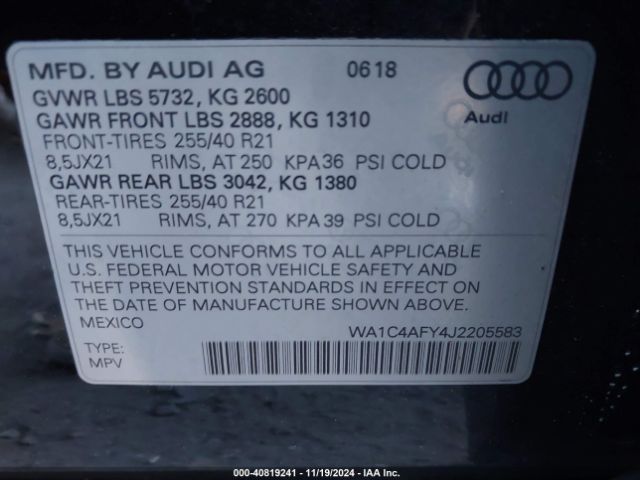 MFD. BY AUDI AG 0618
GVWR LBS 5732, KG 2600
GAWR FRONT LBS 2888, KG 1310
FRONT-TIRES 255/40 R21
8,5JX21 RIMS, AT 250 KPA 36 PSI COLD
GAWR REAR LBS 3042, KG 1380
REAR-TIRES 255/40 R21
8,5JX21 RIMS, AT 270 KPA 39 PSI COLD
Audi
THIS VEHICLE CONFORMS TO ALL APPLICABLE
U.S. FEDERAL MOTOR VEHICLE SAFETY AND
THEFT PREVENTION STANDARDS IN EFFECT ON
THE DATE OF MANUFACTURE SHOWN ABOVE.
MEXICO
WA1C4AFY4J2205583
TYPE:
MPV
000-40819241 - 11/19/2024 - IAA Inc.